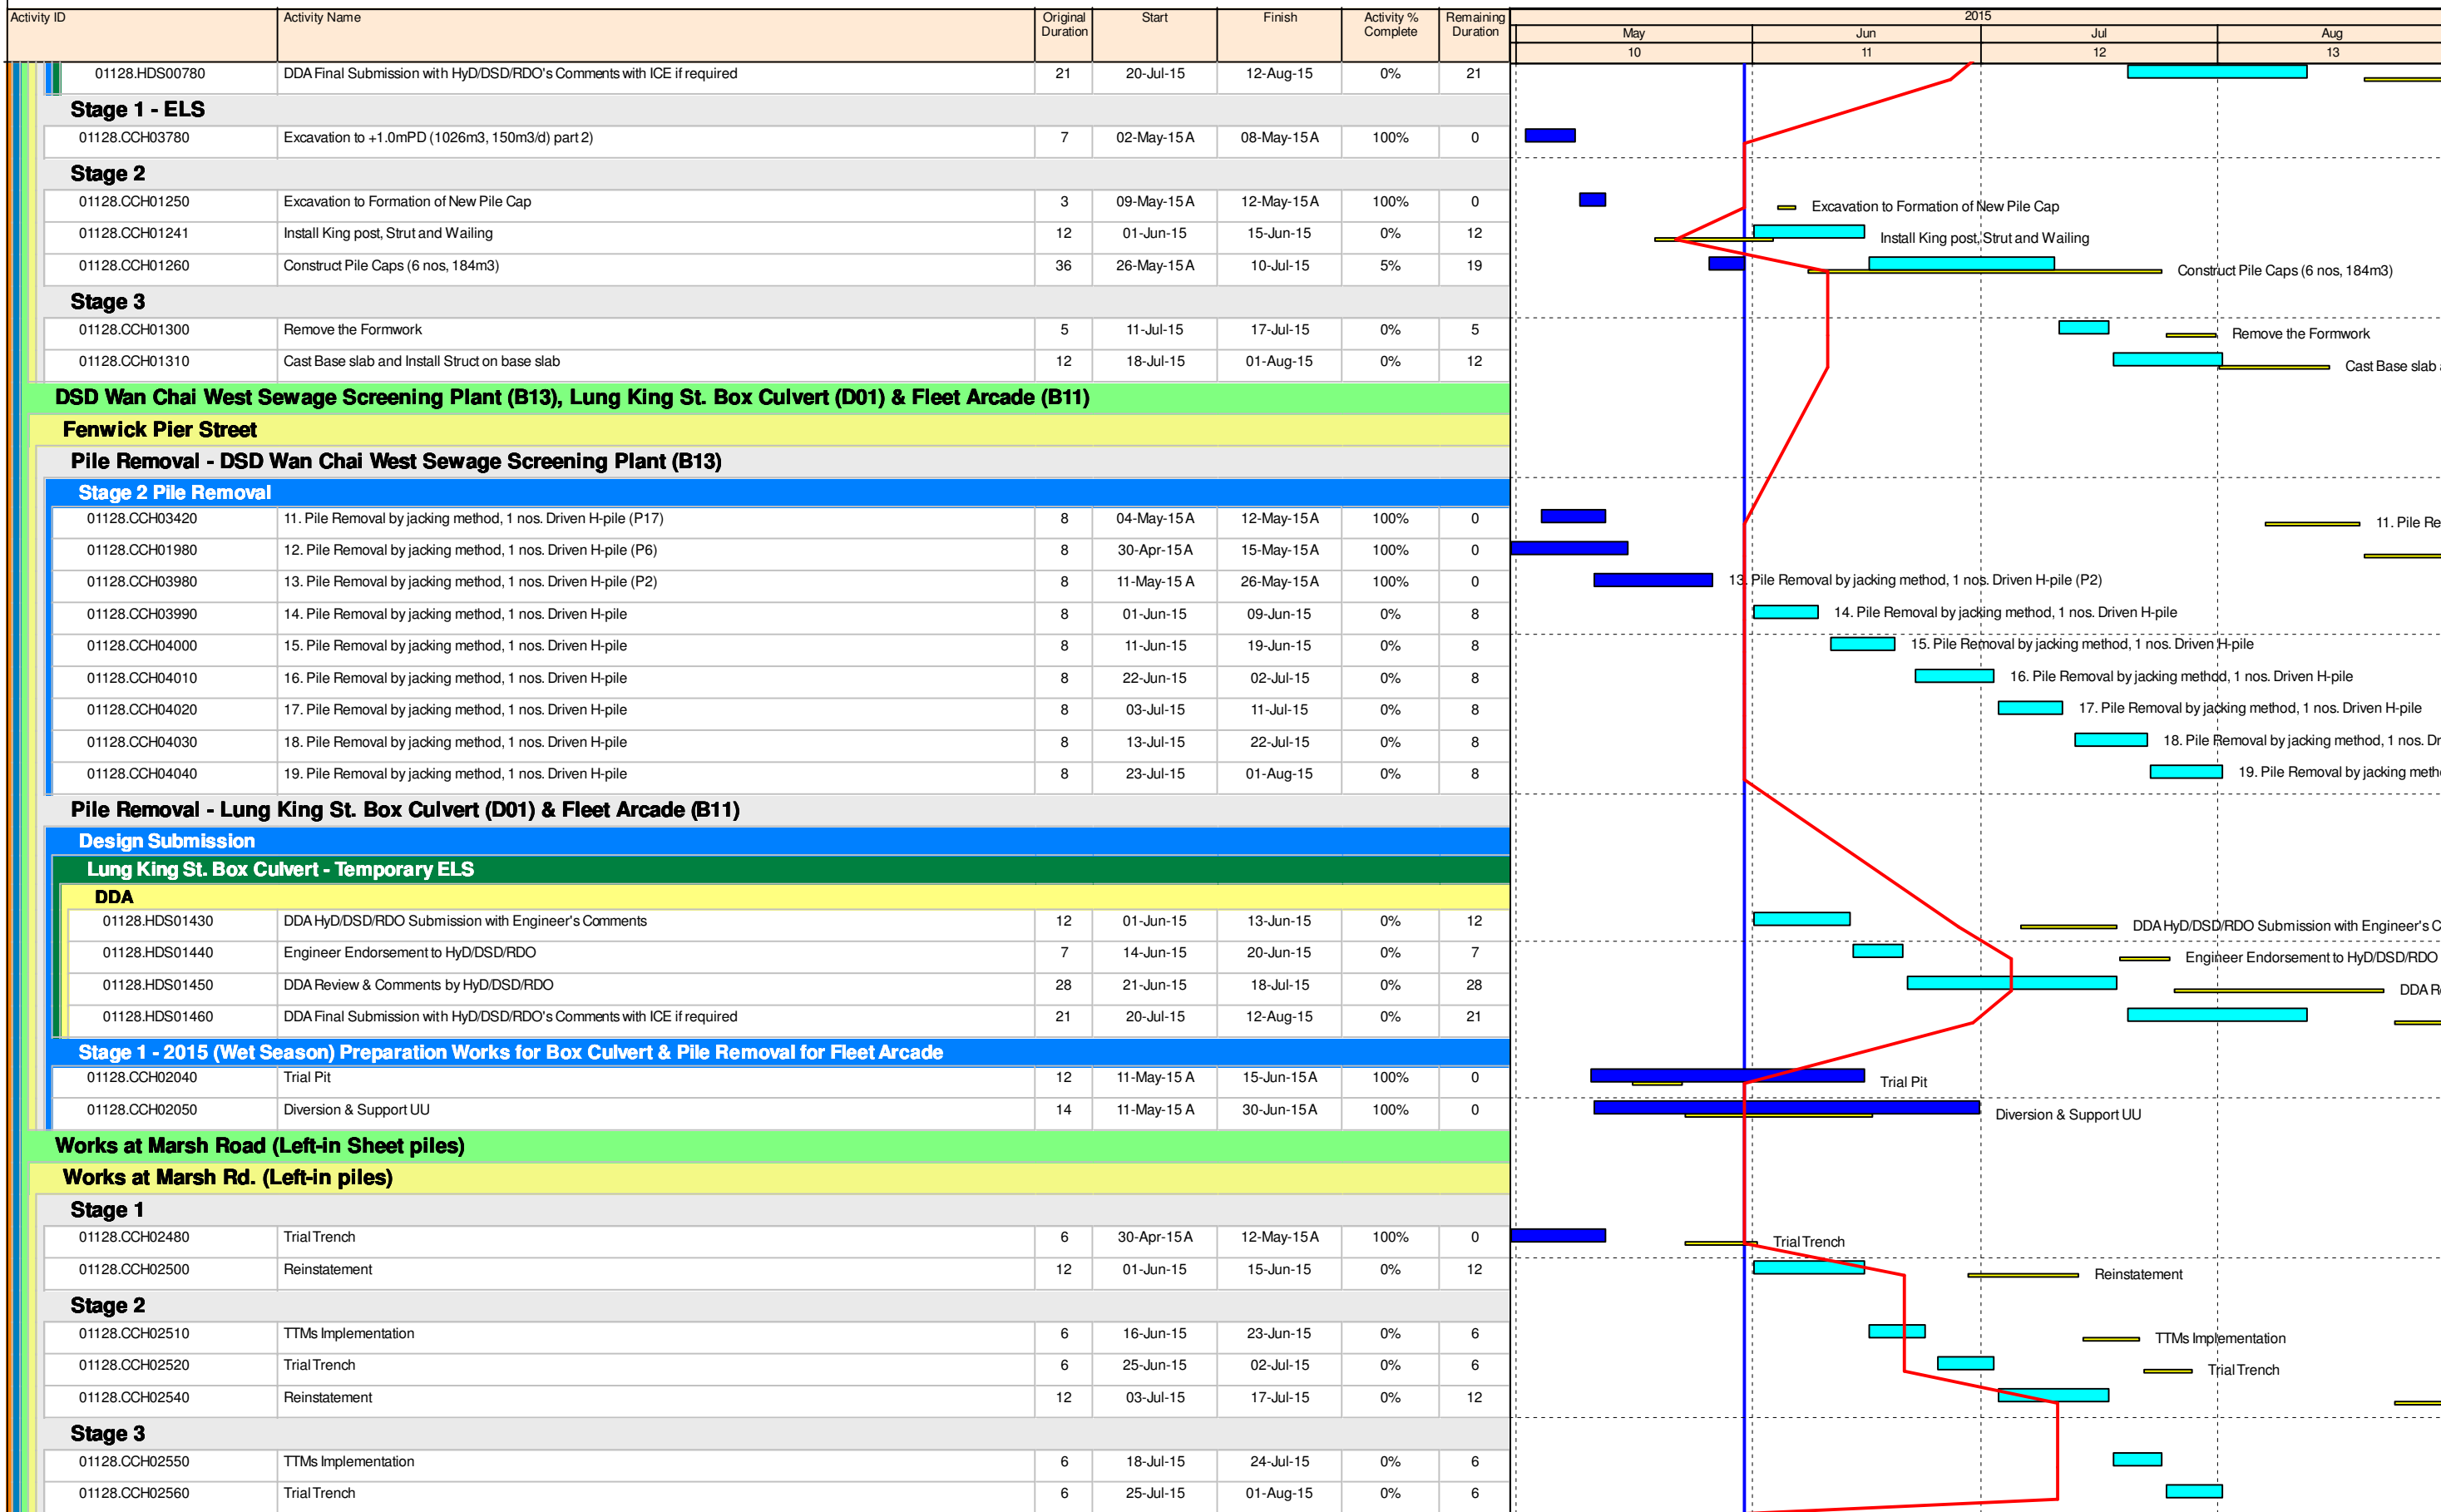 Activity ID Activity Name Original Duration Start Finish Activity % Complete Remaining Duration 2015
May Jun Jul Aug
10 11 12 13
01128.HDS00780 DDA Final Submission with HyD/DSD/RDO's Comments with ICE if required 21 20-Jul-15 12-Aug-15 0% 21
Stage 1 - ELS
01128.CCH03780 Excavation to +1.0mPD (1026m3, 150m3/d) part 2) 7 02-May-15 A 08-May-15 A 100% 0
Stage 2
01128.CCH01250 Excavation to Formation of New Pile Cap 3 09-May-15 A 12-May-15 A 100% 0 Excavation to Formation of New Pile Cap
01128.CCH01241 Install King post, Strut and Wailing 12 01-Jun-15 15-Jun-15 0% 12 Install King post, Strut and Wailing
01128.CCH01260 Construct Pile Caps (6 nos, 184m3) 36 26-May-15 A 10-Jul-15 5% 19 Construct Pile Caps (6 nos, 184m3)
Stage 3
01128.CCH01300 Remove the Formwork 5 11-Jul-15 17-Jul-15 0% 5 Remove the Formwork
01128.CCH01310 Cast Base slab and Install Struct on base slab 12 18-Jul-15 01-Aug-15 0% 12 Cast Base slab
DSD Wan Chai West Sewage Screening Plant (B13), Lung King St. Box Culvert (D01) & Fleet Arcade (B11)
Fenwick Pier Street
Pile Removal - DSD Wan Chai West Sewage Screening Plant (B13)
Stage 2 Pile Removal
01128.CCH03420 11. Pile Removal by jacking method, 1 nos. Driven H-pile (P17) 8 04-May-15 A 12-May-15 A 100% 0 11. Pile Re
01128.CCH01980 12. Pile Removal by jacking method, 1 nos. Driven H-pile (P6) 8 30-Apr-15 A 15-May-15 A 100% 0
01128.CCH03980 13. Pile Removal by jacking method, 1 nos. Driven H-pile (P2) 8 11-May-15 A 26-May-15 A 100% 0 13. Pile Removal by jacking method, 1 nos. Driven H-pile (P2)
01128.CCH03990 14. Pile Removal by jacking method, 1 nos. Driven H-pile 8 01-Jun-15 09-Jun-15 0% 8 14. Pile Removal by jacking method, 1 nos. Driven H-pile
01128.CCH04000 15. Pile Removal by jacking method, 1 nos. Driven H-pile 8 11-Jun-15 19-Jun-15 0% 8 15. Pile Removal by jacking method, 1 nos. Driven H-pile
01128.CCH04010 16. Pile Removal by jacking method, 1 nos. Driven H-pile 8 22-Jun-15 02-Jul-15 0% 8 16. Pile Removal by jacking method, 1 nos. Driven H-pile
01128.CCH04020 17. Pile Removal by jacking method, 1 nos. Driven H-pile 8 03-Jul-15 11-Jul-15 0% 8 17. Pile Removal by jacking method, 1 nos. Driven H-pile
01128.CCH04030 18. Pile Removal by jacking method, 1 nos. Driven H-pile 8 13-Jul-15 22-Jul-15 0% 8 18. Pile Removal by jacking method, 1 nos. Dr
01128.CCH04040 19. Pile Removal by jacking method, 1 nos. Driven H-pile 8 23-Jul-15 01-Aug-15 0% 8 19. Pile Removal by jacking meth
Pile Removal - Lung King St. Box Culvert (D01) & Fleet Arcade (B11)
Design Submission
Lung King St. Box Culvert - Temporary ELS
DDA
01128.HDS01430 DDA HyD/DSD/RDO Submission with Engineer's Comments 12 01-Jun-15 13-Jun-15 0% 12 DDA HyD/DSD/RDO Submission with Engineer's C
01128.HDS01440 Engineer Endorsement to HyD/DSD/RDO 7 14-Jun-15 20-Jun-15 0% 7 Engineer Endorsement to HyD/DSD/RDO
01128.HDS01450 DDA Review & Comments by HyD/DSD/RDO 28 21-Jun-15 18-Jul-15 0% 28 DDA R
01128.HDS01460 DDA Final Submission with HyD/DSD/RDO's Comments with ICE if required 21 20-Jul-15 12-Aug-15 0% 21
Stage 1 - 2015 (Wet Season) Preparation Works for Box Culvert & Pile Removal for Fleet Arcade
01128.CCH02040 Trial Pit 12 11-May-15 A 15-Jun-15 A 100% 0 Trial Pit
01128.CCH02050 Diversion & Support UU 14 11-May-15 A 30-Jun-15 A 100% 0 Diversion & Support UU
Works at Marsh Road (Left-in Sheet piles)
Works at Marsh Rd. (Left-in piles)
Stage 1
01128.CCH02480 Trial Trench 6 30-Apr-15 A 12-May-15 A 100% 0 Trial Trench
01128.CCH02500 Reinstatement 12 01-Jun-15 15-Jun-15 0% 12 Reinstatement
Stage 2
01128.CCH02510 TTMs Implementation 6 16-Jun-15 23-Jun-15 0% 6 TTMs Implementation
01128.CCH02520 Trial Trench 6 25-Jun-15 02-Jul-15 0% 6 Trial Trench
01128.CCH02540 Reinstatement 12 03-Jul-15 17-Jul-15 0% 12
Stage 3
01128.CCH02550 TTMs Implementation 6 18-Jul-15 24-Jul-15 0% 6
01128.CCH02560 Trial Trench 6 25-Jul-15 01-Aug-15 0% 6